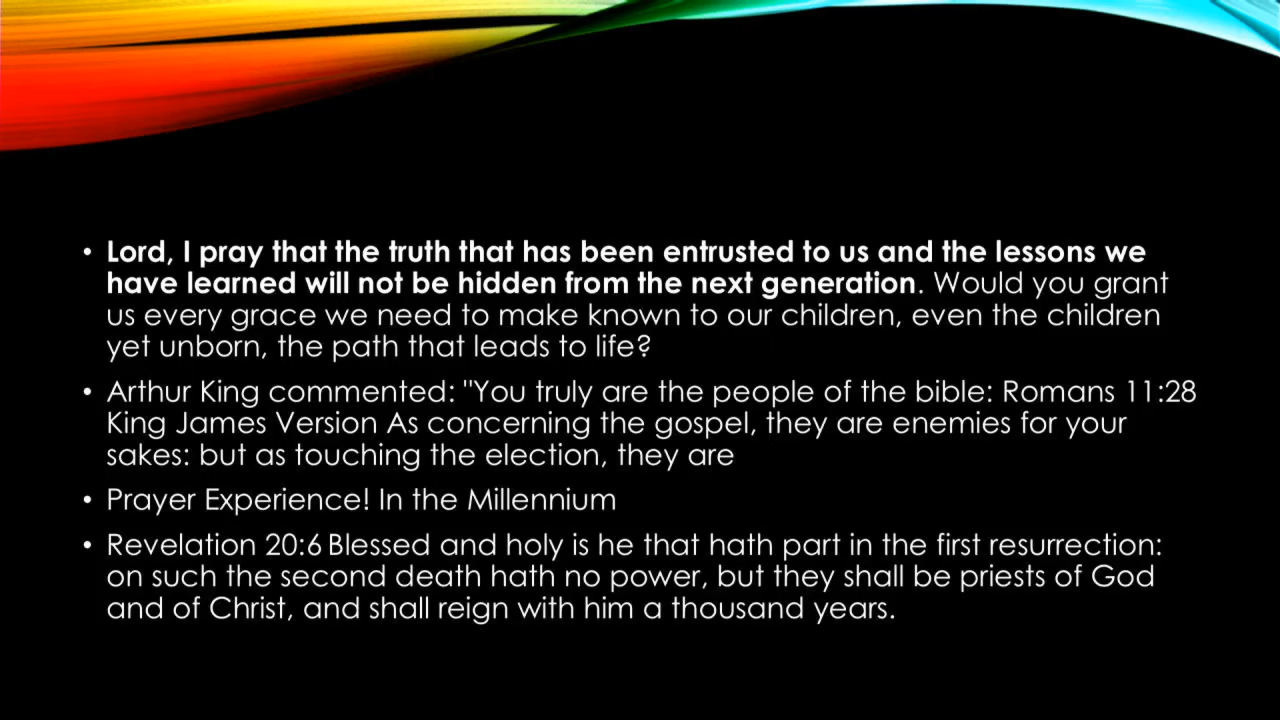 • Lord, I pray that the truth that has been entrusted to us and the lessons we
have learned will not be hidden from the next generation. Would you grant
us every grace we need to make known to our children, even the children
yet unborn, the path that leads to life?
• Arthur King commented: "You truly are the people of the bible: Romans 11:28
King James Version As concerning the gospel, they are enemies for your
sakes: but as touching the election, they are
• Prayer Experience! In the Millennium
• Revelation 20:6 Blessed and holy is he that hath part in the first resurrection:
on such the second death hath no power, but they shall be priests of God
and of Christ, and shall reign with him a thousand years.